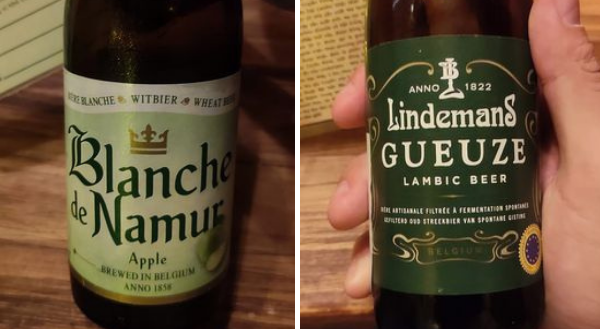 BIÈRE BLANCHE WITBIER WHEAT BEER
Blanche
de Namur
Apple
BREWED IN BELGIUM
ANNO 1858
ANNO 1822
LindemanS
GUEUZE
LAMBIC BEER
BIÈRE ARTISANALE FILTRÉE À FERMENTATION SPONTANÉE
GEFILTERD OUD STREEKBIER VAN SPONTANE GISTING
BELGIUM